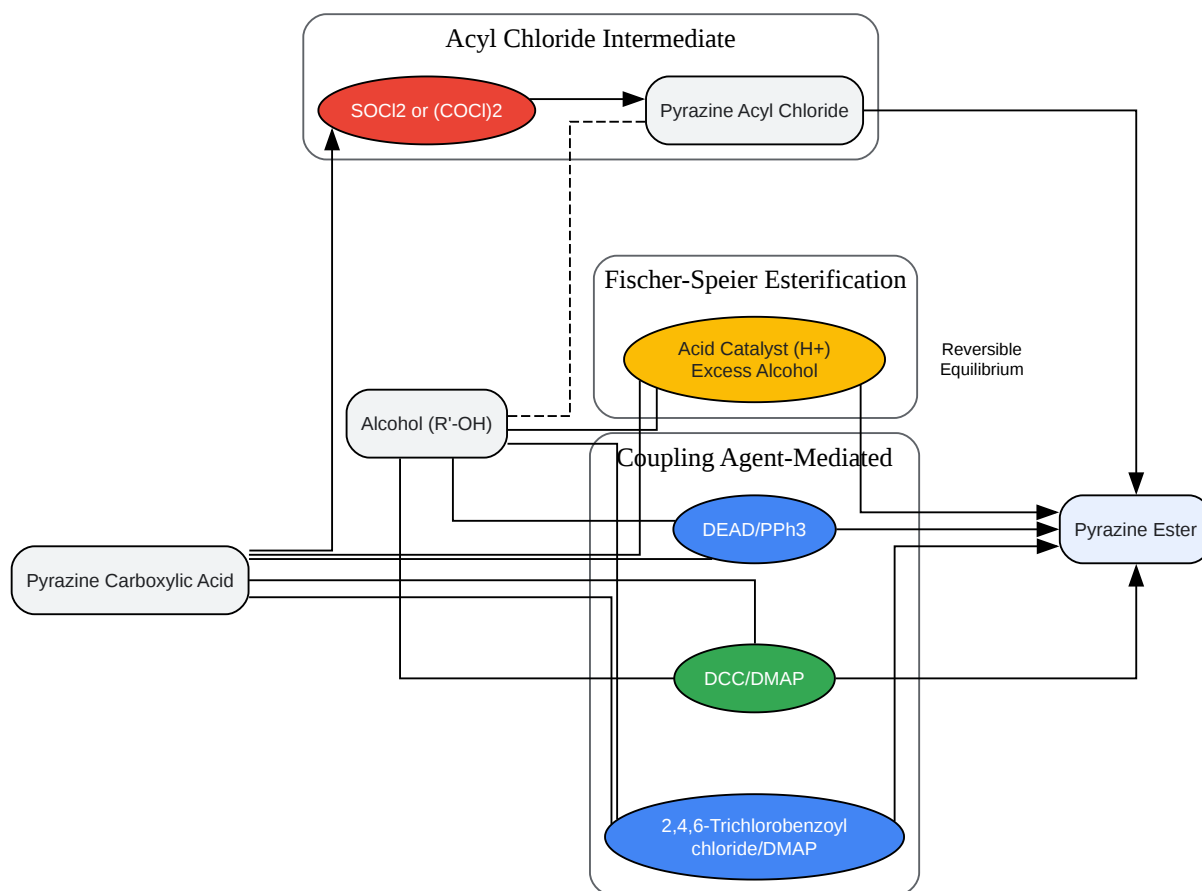 Acyl Chloride Intermediate
SOCl2 or (COCl)2
Pyrazine Acyl Chloride
Fischer-Speier Esterification
Acid Catalyst (H+)
Excess Alcohol
Reversible
Equilibrium
Alcohol (R'-OH)
Coupling Agent-Mediated
DEAD/PPh3
Pyrazine Ester
Pyrazine Carboxylic Acid
DCC/DMAP
2,4,6-Trichlorobenzoyl
chloride/DMAP